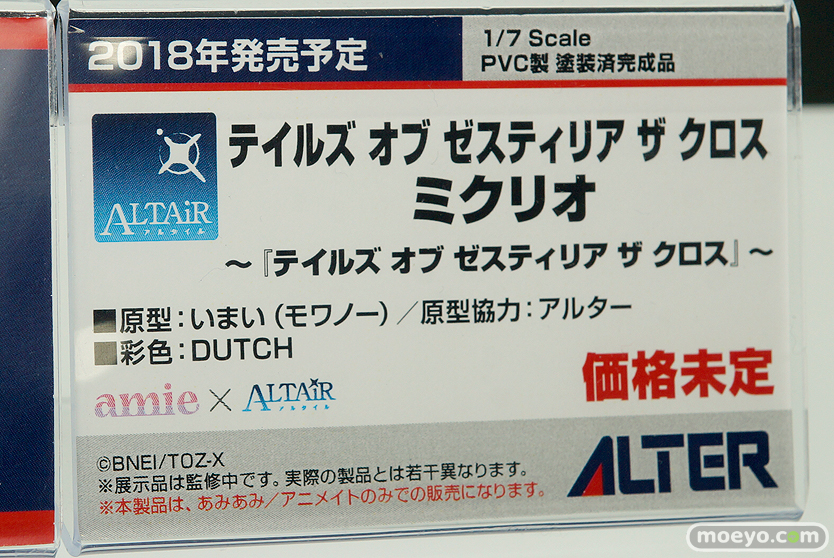 2018年発売予定
1/7 Scale
PVC製 塗装済完成品
ALTAiR
アルタイル
テイルズ オブ ゼスティリア ザ クロス
ミクリオ
～『テイルズ オブ ゼスティリア ザ クロス』～
■原型：いまい（モワノー）／原型協力：アルター
■彩色：DUTCH
amie×ALTAiR
アルタイル
価格未定
©BNEI/TOZ-X
※展示品は監修中です。実際の製品とは若干異なります。
※本製品は、あみあみ/アニメイトのみでの販売になります。
ALTER
moeyo.com